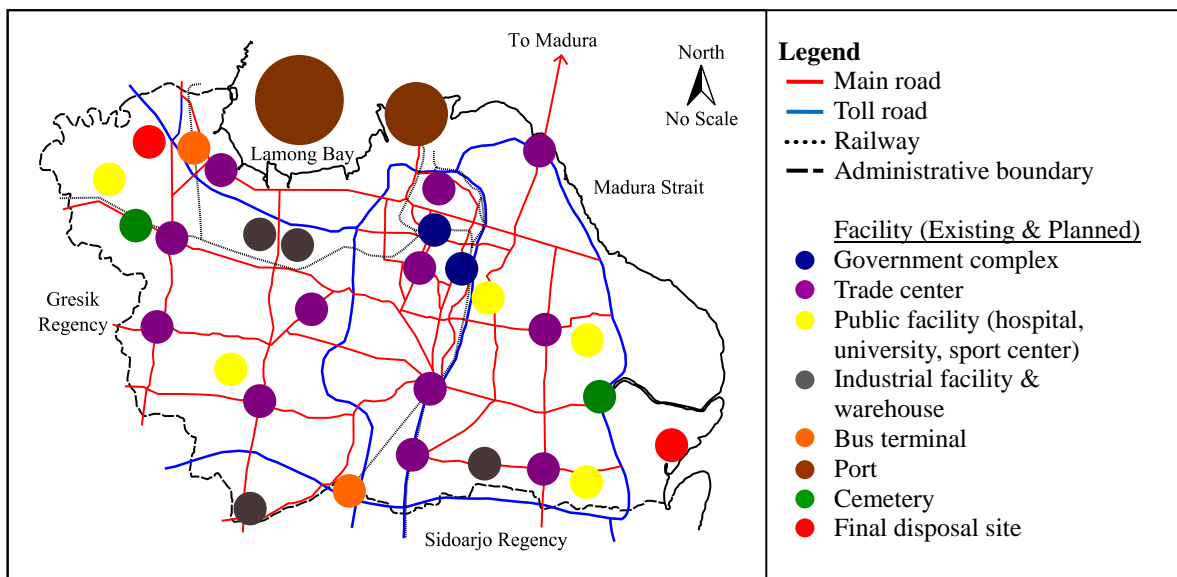 To Madura
North
No Scale
Lamong Bay
Madura Strait
Gresik
Regency
Sidoarjo Regency
Legend
Main road
Toll road
Railway
Administrative boundary
Facility (Existing & Planned)
Government complex
Trade center
Public facility (hospital,
university, sport center)
Industrial facility &
warehouse
Bus terminal
Port
Cemetery
Final disposal site